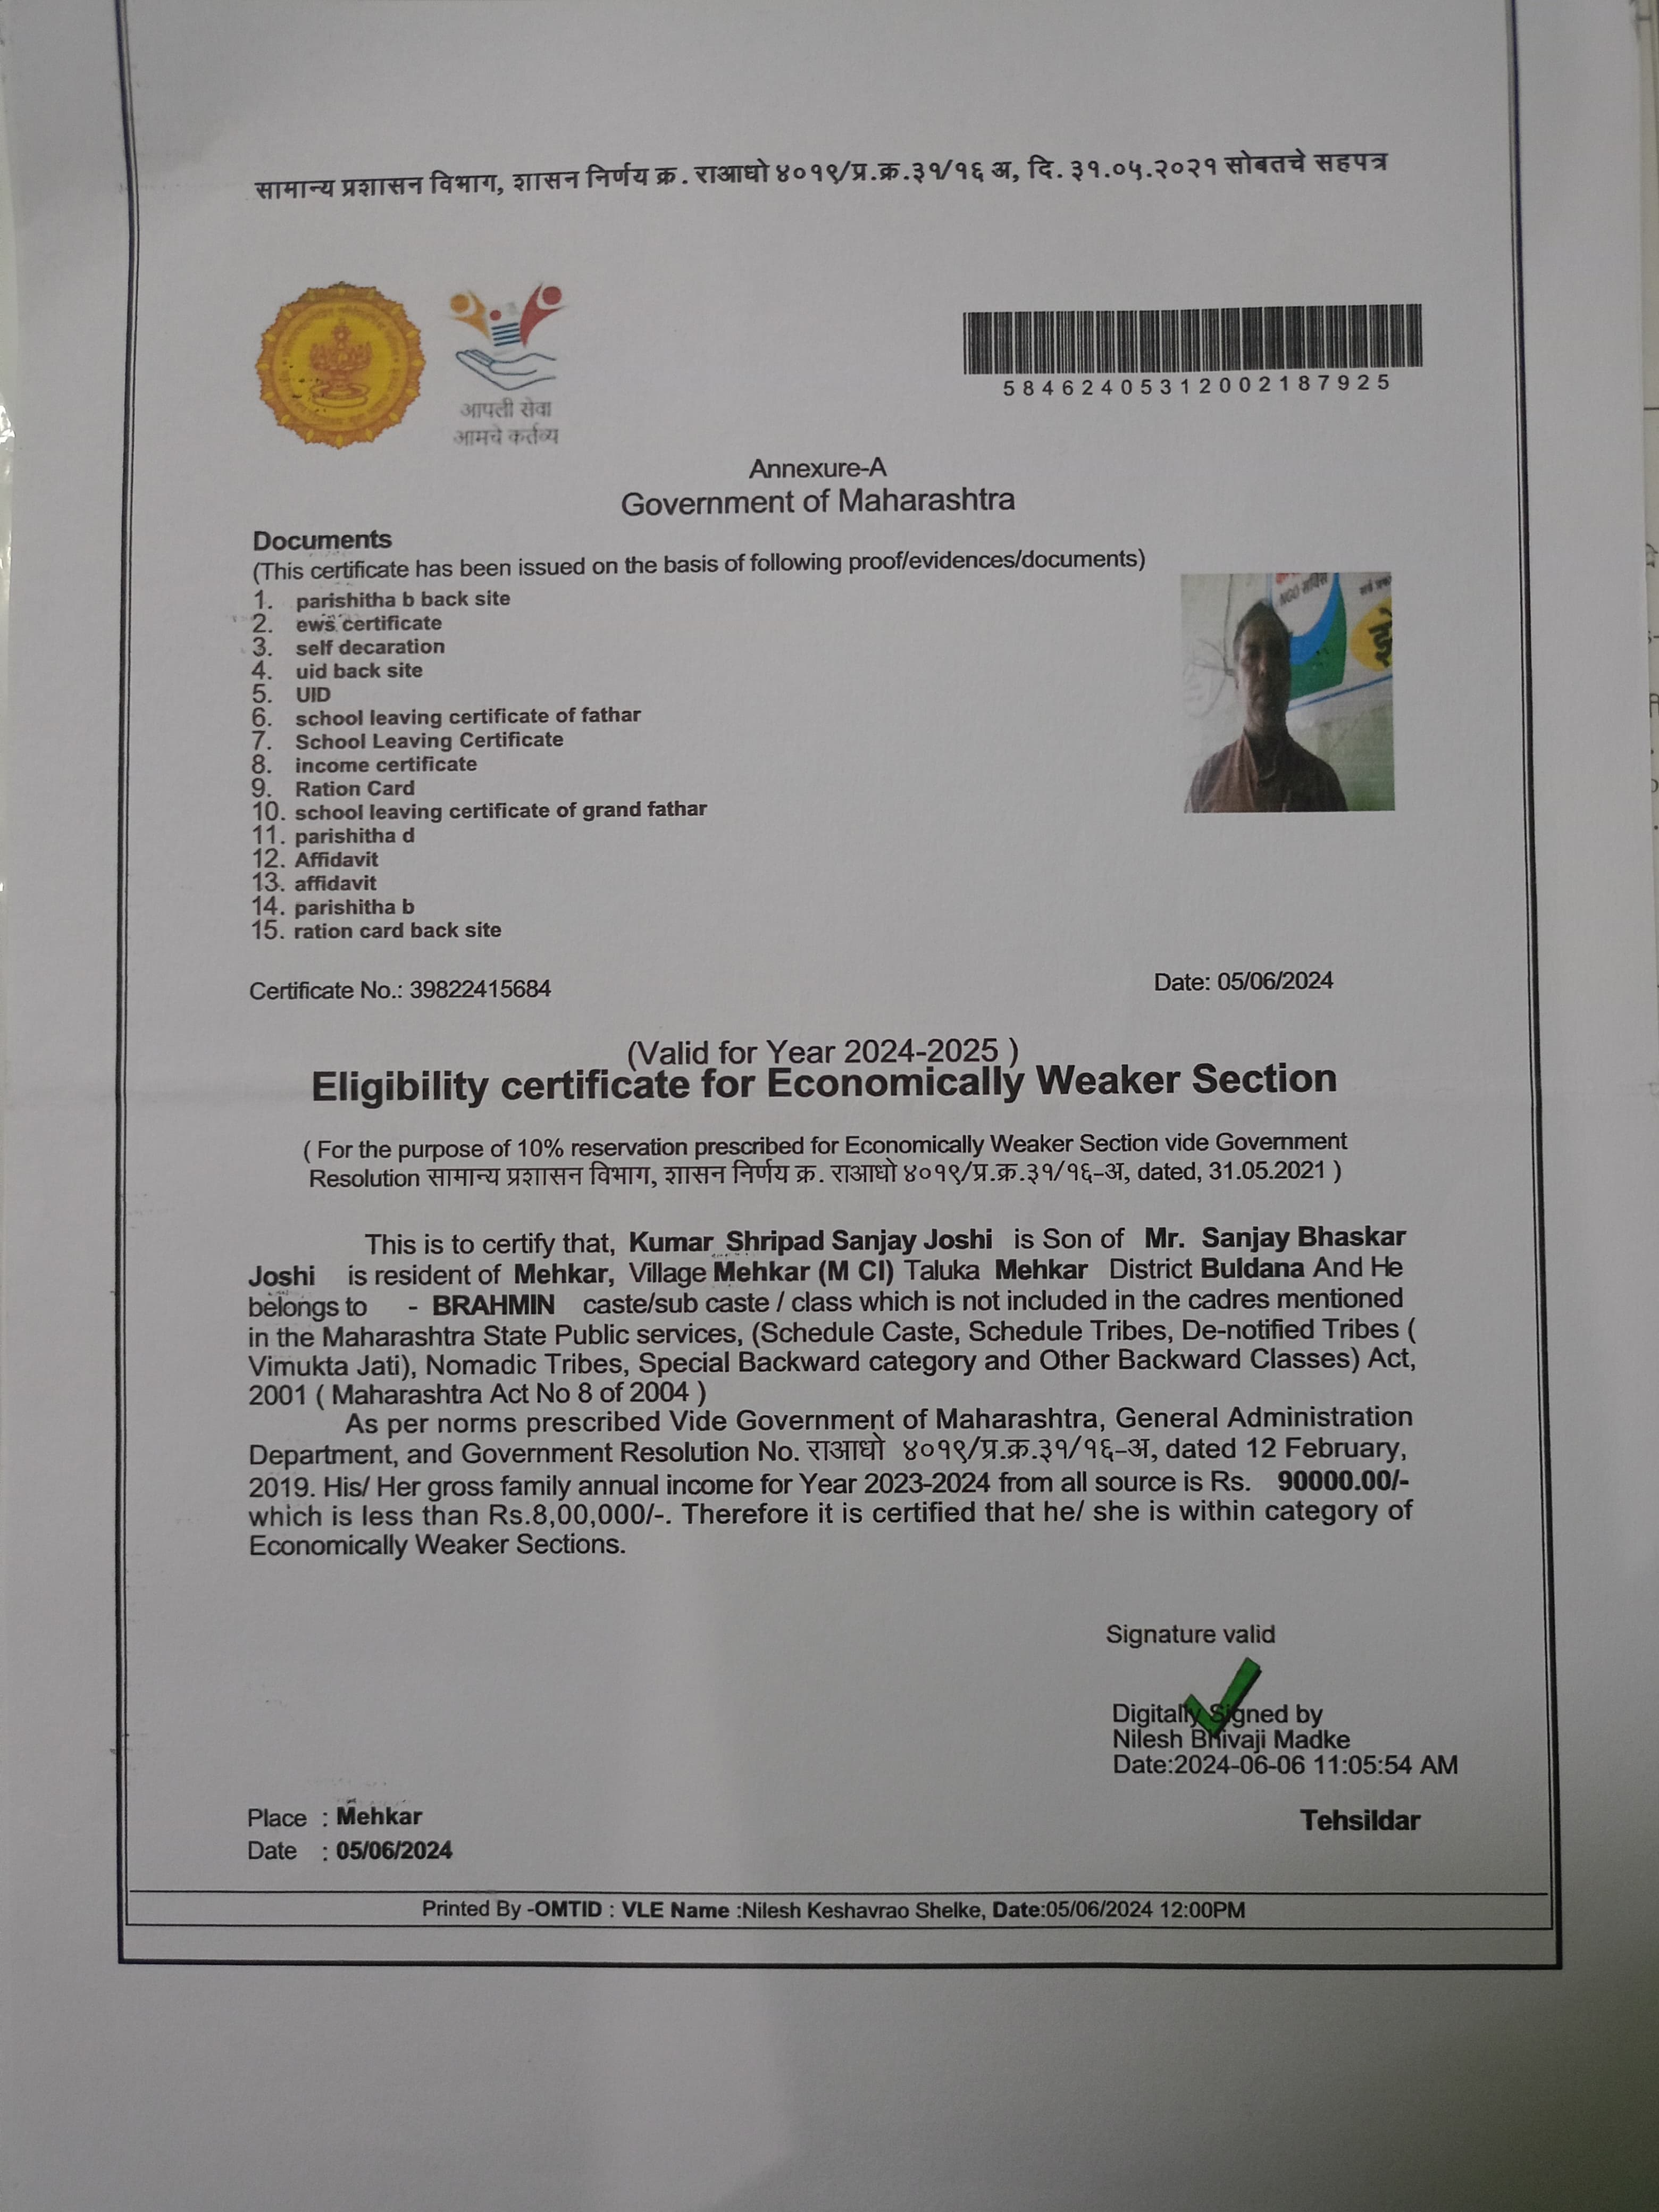 सामान्य प्रशासन विभाग, शासन निर्णय क्र. राआधो ४०१९/प्र.क्र.३१/१६ अ, दि. ३१.०५.२०२१ सोबतचे सहपत्र
आपली सेवा
आमचे कर्तव्य
58462405312002187925
Annexure-A
Government of Maharashtra
Documents
(This certificate has been issued on the basis of following proof/evidences/documents)
1. parishitha b back site
2. ews certificate
3. self decaration
4. uid back site
5. UID
6. school leaving certificate of fathar
7. School Leaving Certificate
8. income certificate
9. Ration Card
10. school leaving certificate of grand fathar
11. parishitha d
12. Affidavit
13. affidavit
14. parishitha b
15. ration card back site
Certificate No.: 39822415684
Date: 05/06/2024
(Valid for Year 2024-2025 )
Eligibility certificate for Economically Weaker Section
( For the purpose of 10% reservation prescribed for Economically Weaker Section vide Government
Resolution सामान्य प्रशासन विभाग, शासन निर्णय क्र. राआधो ४०१९/प्र.क्र.३१/१६-अ, dated, 31.05.2021 )
This is to certify that, Kumar Shripad Sanjay Joshi is Son of Mr. Sanjay Bhaskar
Joshi is resident of Mehkar, Village Mehkar (M Cl) Taluka Mehkar District Buldana And He
belongs to - BRAHMIN caste/sub caste / class which is not included in the cadres mentioned
in the Maharashtra State Public services, (Schedule Caste, Schedule Tribes, De-notified Tribes (
Vimukta Jati), Nomadic Tribes, Special Backward category and Other Backward Classes) Act,
2001 ( Maharashtra Act No 8 of 2004 )
As per norms prescribed Vide Government of Maharashtra, General Administration
Department, and Government Resolution No. राआधो ४०१९/प्र.क्र.३१/१६-अ, dated 12 February,
2019. His/ Her gross family annual income for Year 2023-2024 from all source is Rs. 90000.00/-
which is less than Rs.8,00,000/-. Therefore it is certified that he/ she is within category of
Economically Weaker Sections.
Signature valid
Digitally Signed by
Nilesh Bhivaji Madke
Date:2024-06-06 11:05:54 AM
Place : Mehkar
Tehsildar
Date : 05/06/2024
Printed By -OMTID : VLE Name :Nilesh Keshavrao Shelke, Date:05/06/2024 12:00PM